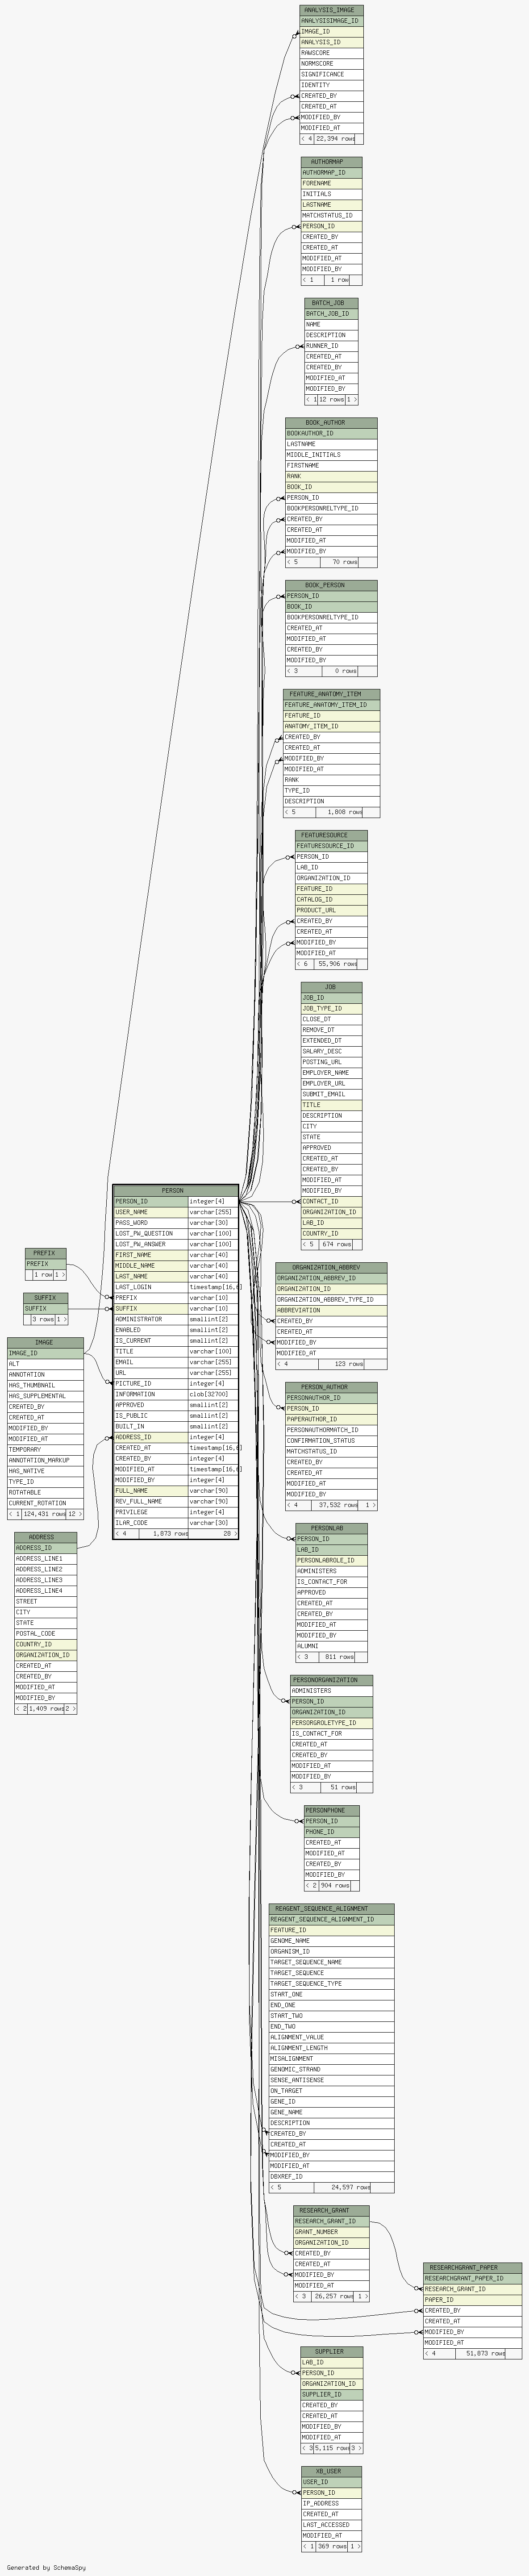 ANALYSIS_IMAGE
ANALYSISIMAGE_ID
IMAGE_ID
ANALYSIS_ID
RAWSCORE
NORMSCORE
SIGNIFICANCE
IDENTITY
CREATED_BY
CREATED_AT
MODIFIED_BY
MODIFIED_AT
< 4 22,394 rows
AUTHORMAP
AUTHORMAP_ID
FORENAME
INITIALS
LASTNAME
MATCHSTATUS_ID
PERSON_ID
CREATED_BY
CREATED_AT
MODIFIED_AT
MODIFIED_BY
< 1 1 row
BATCH_JOB
BATCH_JOB_ID
NAME
DESCRIPTION
RUNNER_ID
CREATED_AT
CREATED_BY
MODIFIED_AT
MODIFIED_BY
< 1 12 rows 1 >
BOOK_AUTHOR
BOOKAUTHOR_ID
LASTNAME
MIDDLE_INITIALS
FIRSTNAME
RANK
BOOK_ID
PERSON_ID
BOOKPERSONRELTYPE_ID
CREATED_BY
CREATED_AT
MODIFIED_AT
MODIFIED_BY
< 5 70 rows
BOOK_PERSON
PERSON_ID
BOOK_ID
BOOKPERSONRELTYPE_ID
CREATED_AT
MODIFIED_AT
CREATED_BY
MODIFIED_BY
< 3 0 rows
FEATURE_ANATOMY_ITEM
FEATURE_ANATOMY_ITEM_ID
FEATURE_ID
ANATOMY_ITEM_ID
CREATED_BY
CREATED_AT
MODIFIED_BY
MODIFIED_AT
RANK
TYPE_ID
DESCRIPTION
< 5 1,808 rows
FEATURESOURCE
FEATURESOURCE_ID
PERSON_ID
LAB_ID
ORGANIZATION_ID
FEATURE_ID
CATALOG_ID
PRODUCT_URL
CREATED_BY
CREATED_AT
MODIFIED_BY
MODIFIED_AT
< 6 55,906 rows
JOB
JOB_ID
JOB_TYPE_ID
CLOSE_DT
REMOVE_DT
EXTENDED_DT
SALARY_DESC
POSTING_URL
EMPLOYER_NAME
EMPLOYER_URL
SUBMIT_EMAIL
TITLE
DESCRIPTION
CITY
STATE
APPROVED
CREATED_AT
CREATED_BY
MODIFIED_AT
MODIFIED_BY
CONTACT_ID
ORGANIZATION_ID
LAB_ID
COUNTRY_ID
< 5 674 rows
PERSON
PERSON_ID integer[4]
USER_NAME varchar[255]
PASS_WORD varchar[30]
LOST_PW_QUESTION varchar[100]
LOST_PW_ANSWER varchar[100]
FIRST_NAME varchar[40]
MIDDLE_NAME varchar[40]
LAST_NAME varchar[40]
LAST_LOGIN timestamp[16,6]
PREFIX varchar[10]
SUFFIX varchar[10]
ADMINISTRATOR smallint[2]
ENABLED smallint[2]
IS_CURRENT smallint[2]
TITLE varchar[100]
EMAIL varchar[255]
URL varchar[255]
PICTURE_ID integer[4]
INFORMATION clob[32700]
APPROVED smallint[2]
IS_PUBLIC smallint[2]
BUILT_IN smallint[2]
ADDRESS_ID integer[4]
CREATED_AT timestamp[16,6]
CREATED_BY integer[4]
MODIFIED_AT timestamp[16,6]
MODIFIED_BY integer[4]
FULL_NAME varchar[90]
REV_FULL_NAME varchar[90]
PRIVILEGE integer[4]
ILAR_CODE varchar[30]
< 4 1,873 rows 28 >
PREFIX
PREFIX
1 row 1 >
SUFFIX
SUFFIX
3 rows 1 >
IMAGE
IMAGE_ID
ALT
ANNOTATION
HAS_THUMBNAIL
HAS_SUPPLEMENTAL
CREATED_BY
CREATED_AT
MODIFIED_BY
MODIFIED_AT
TEMPORARY
ANNOTATION_MARKUP
HAS_NATIVE
TYPE_ID
ROTATABLE
CURRENT_ROTATION
< 1 124,431 rows 12 >
ADDRESS
ADDRESS_ID
ADDRESS_LINE1
ADDRESS_LINE2
ADDRESS_LINE3
ADDRESS_LINE4
STREET
CITY
STATE
POSTAL_CODE
COUNTRY_ID
ORGANIZATION_ID
CREATED_AT
CREATED_BY
MODIFIED_AT
MODIFIED_BY
< 2 1,409 rows 2 >
ORGANIZATION_ABBREV
ORGANIZATION_ABBREV_ID
ORGANIZATION_ID
ORGANIZATION_ABBREV_TYPE_ID
ABBREVIATION
CREATED_BY
CREATED_AT
MODIFIED_BY
MODIFIED_AT
< 4 123 rows
PERSON_AUTHOR
PERSONAUTHOR_ID
PERSON_ID
PAPERAUTHOR_ID
PERSONAUTHORMATCH_ID
CONFIRMATION_STATUS
MATCHSTATUS_ID
CREATED_BY
CREATED_AT
MODIFIED_AT
MODIFIED_BY
< 4 37,532 rows 1 >
PERSONLAB
PERSON_ID
LAB_ID
PERSONLABROLE_ID
ADMINISTERS
IS_CONTACT_FOR
APPROVED
CREATED_AT
CREATED_BY
MODIFIED_AT
MODIFIED_BY
ALUMNI
< 3 811 rows
PERSONORGANIZATION
ADMINISTERS
PERSON_ID
ORGANIZATION_ID
PERSORGROLETYPE_ID
IS_CONTACT_FOR
CREATED_AT
CREATED_BY
MODIFIED_AT
MODIFIED_BY
< 3 51 rows
PERSONPHONE
PERSON_ID
PHONE_ID
CREATED_AT
MODIFIED_AT
CREATED_BY
MODIFIED_BY
< 2 904 rows
REAGENT_SEQUENCE_ALIGNMENT
REAGENT_SEQUENCE_ALIGNMENT_ID
FEATURE_ID
GENOME_NAME
ORGANISM_ID
TARGET_SEQUENCE_NAME
TARGET_SEQUENCE
TARGET_SEQUENCE_TYPE
START_ONE
END_ONE
START_TWO
END_TWO
ALIGNMENT_VALUE
ALIGNMENT_LENGTH
MISALIGNMENT
GENOMIC_STRAND
SENSE_ANTISENSE
ON_TARGET
GENE_ID
GENE_NAME
DESCRIPTION
CREATED_BY
CREATED_AT
MODIFIED_BY
MODIFIED_AT
DBXREF_ID
< 5 24,597 rows
RESEARCH_GRANT
RESEARCH_GRANT_ID
GRANT_NUMBER
ORGANIZATION_ID
CREATED_BY
CREATED_AT
MODIFIED_BY
MODIFIED_AT
< 3 26,257 rows 1 >
RESEARCHGRANT_PAPER
RESEARCHGRANT_PAPER_ID
RESEARCH_GRANT_ID
PAPER_ID
CREATED_BY
CREATED_AT
MODIFIED_BY
MODIFIED_AT
< 4 51,873 rows
SUPPLIER
LAB_ID
PERSON_ID
ORGANIZATION_ID
SUPPLIER_ID
CREATED_BY
CREATED_AT
MODIFIED_BY
MODIFIED_AT
< 3 5,115 rows 3 >
XB_USER
USER_ID
PERSON_ID
IP_ADDRESS
CREATED_AT
LAST_ACCESSED
MODIFIED_AT
< 1 369 rows 1 >
Generated by SchemaSpy